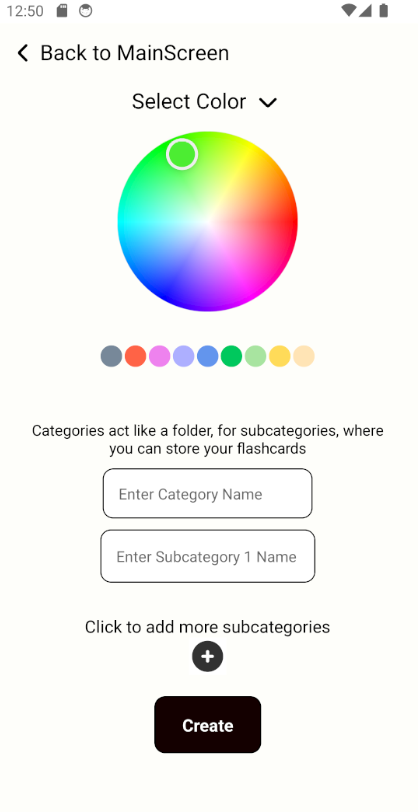 12:50
Back to MainScreen
Select Color
Categories act like a folder, for subcategories, where
you can store your flashcards
Enter Category Name
Enter Subcategory 1 Name
Click to add more subcategories
Create